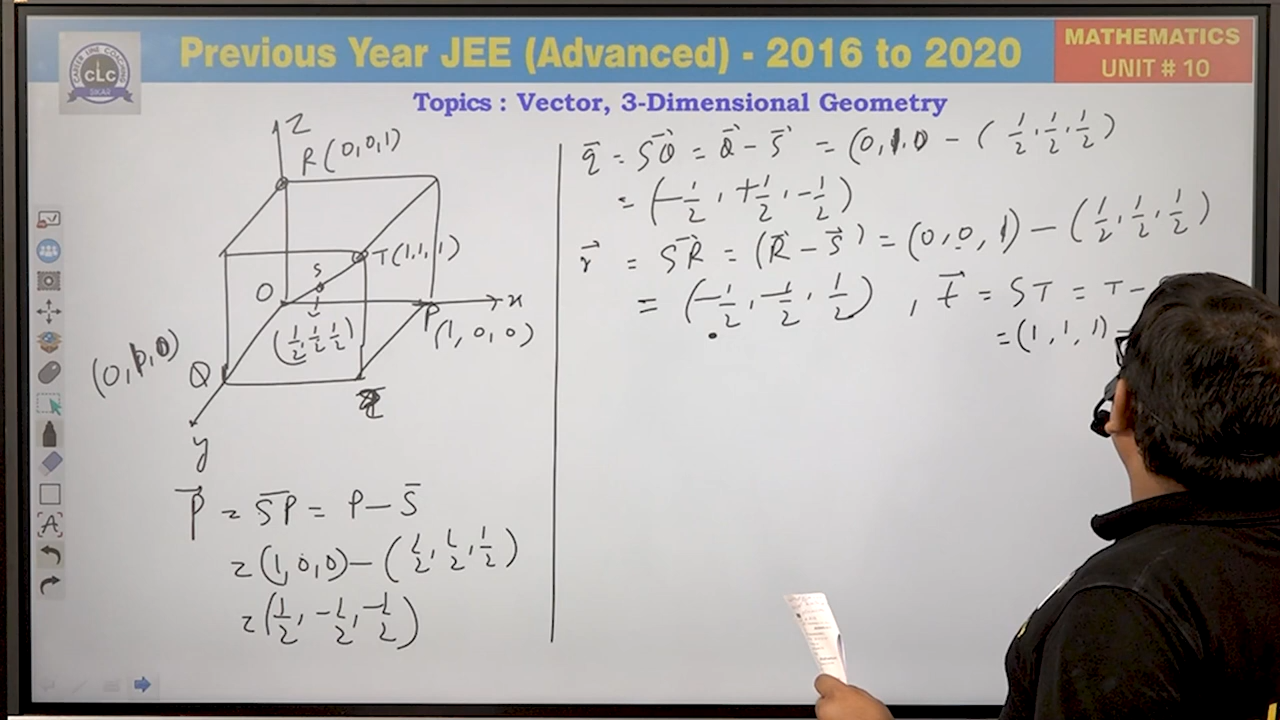 Previous Year JEE (Advanced) - 2016 to 2020
MATHEMATICS
UNIT # 10
CLC
SIKAR
Topics : Vector, 3-Dimensional Geometry
Z
R(0,0,1)
T(1,1,1)
S
O
x
P
(1,0,0)
(1/2, 1/2, 1/2)
Q
y
P⃗ = S̄P = P - S̄
= (1,0,0) - (1/2, 1/2, 1/2)
= (1/2, -1/2, -1/2)
q̄ = SQ⃗ = Q⃗ - S⃗ = (0,1,0 - (1/2, 1/2, 1/2)
= (-1/2, +1/2, -1/2)
r⃗ = SR⃗ = (R⃗ - S⃗) = (0,0,1) - (1/2, 1/2, 1/2)
= (-1/2, -1/2, 1/2) , t⃗ = ST = T -
= (1,1,1) -
A